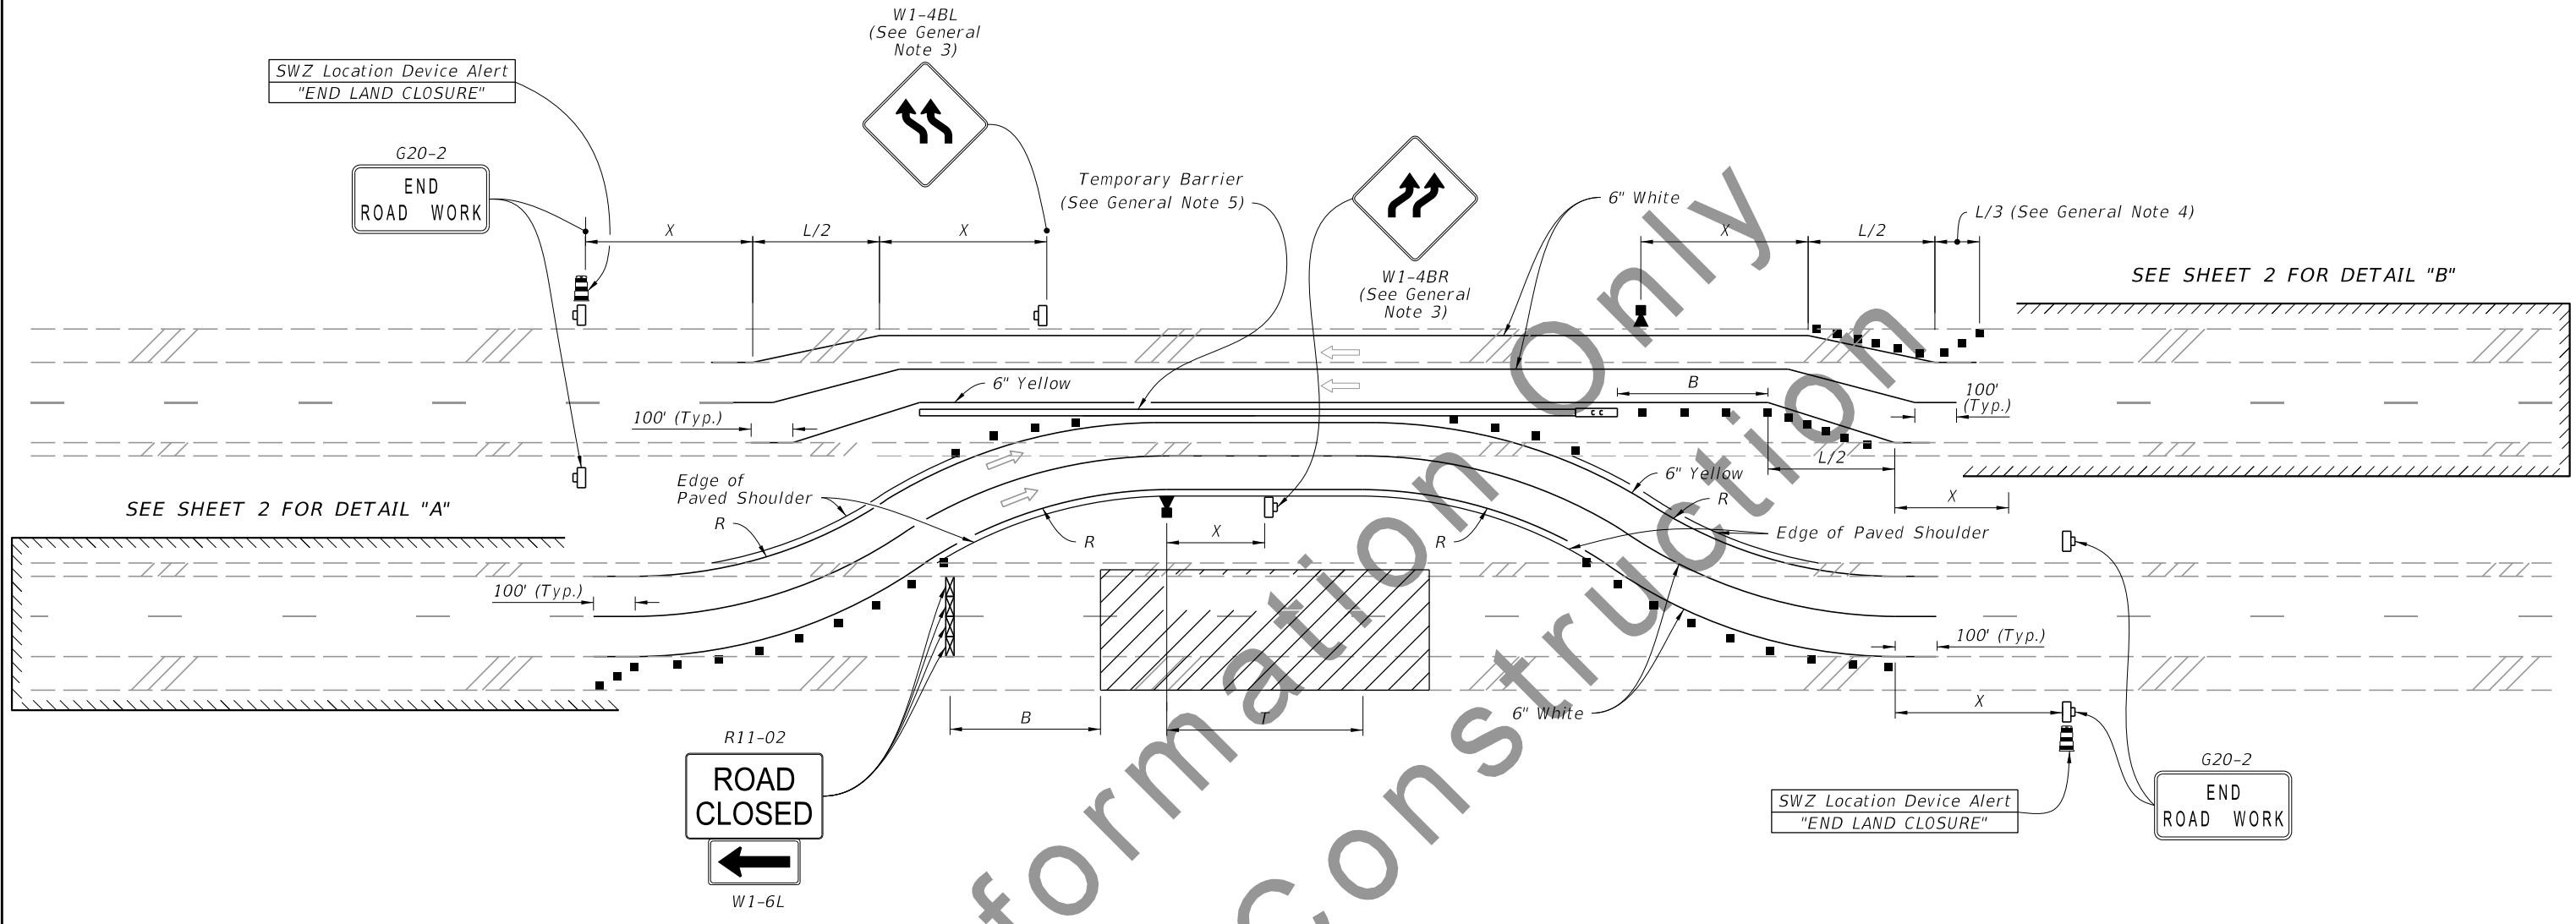 W1-4BL
(See General
Note 3)
SWZ Location Device Alert
"END LAND CLOSURE"
G20-2
END
ROAD WORK
Temporary Barrier
(See General Note 5)
W1-4BR
(See General
Note 3)
6" White
L/3 (See General Note 4)
X
L/2
X
X
L/2
SEE SHEET 2 FOR DETAIL "B"
6" Yellow
B
100'
(Typ.)
100' (Typ.)
L/2
6" Yellow
Edge of
Paved Shoulder
R
R
X
SEE SHEET 2 FOR DETAIL "A"
X
R
R
Edge of Paved Shoulder
100' (Typ.)
100' (Typ.)
X
B
T
6" White
R11-02
ROAD
CLOSED
W1-6L
SWZ Location Device Alert
"END LAND CLOSURE"
G20-2
END
ROAD WORK
formation Only
Construction